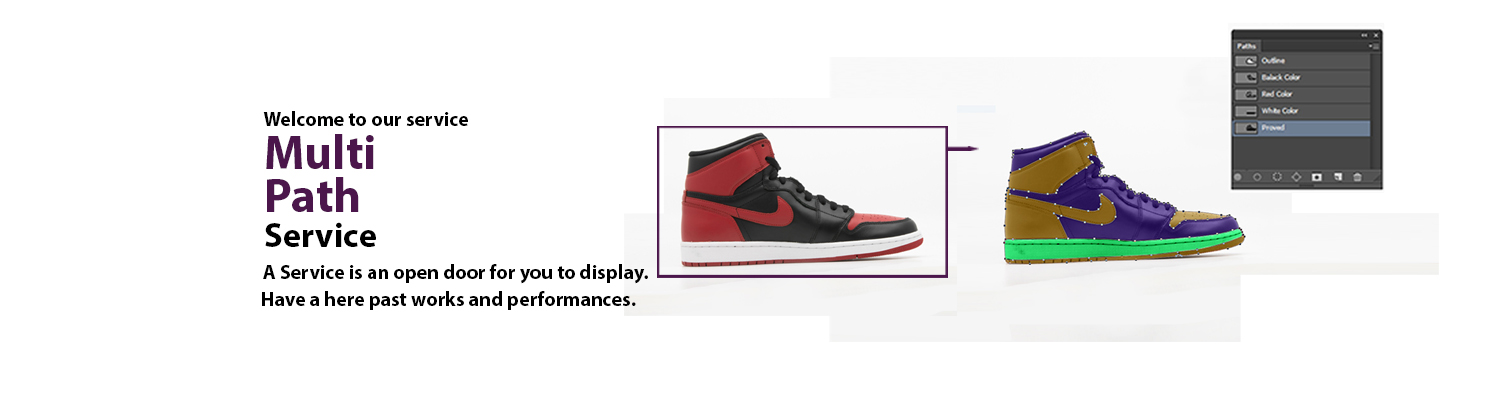 Welcome to our service
Multi
Path
Service
A Service is an open door for you to display.
Have a here past works and performances.
Paths
Outline
Balack Color
Red Color
White Color
Proved